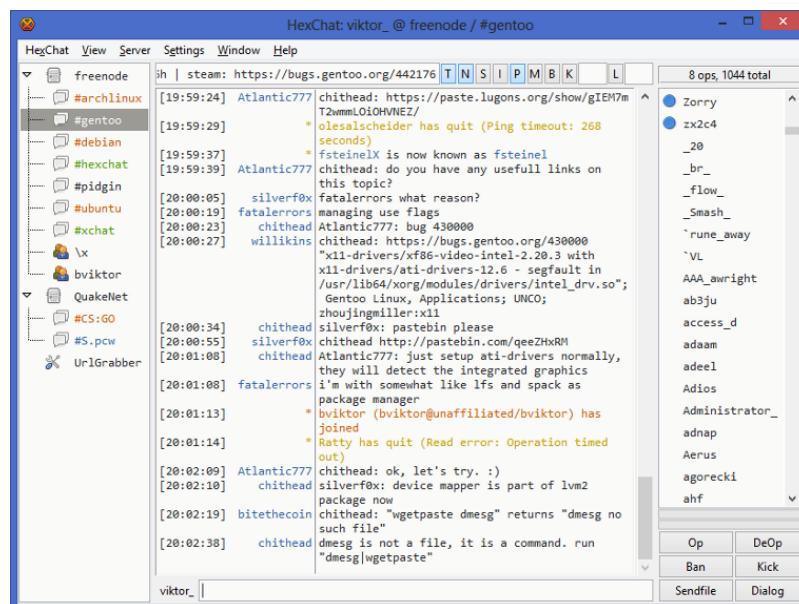 HexChat: viktor_ @ freenode / #gentoo
HexChat View Server Settings Window Help
freenode
#archlinux
#gentoo
#debian
#hexchat
#pidgin
#ubuntu
#xchat
\x
bviktor
QuakeNet
#CS:GO
#S.pcw
UrlGrabber
| steam: https://bugs.gentoo.org/442176 T N S I P M B K L
[19:59:24] Atlantic777 chithead: https://paste.lugons.org/show/gIEM7m
T2wmmLOiOHVNEZ/
[19:59:29] * olesalscheider has quit (Ping timeout: 268
seconds)
[19:59:37] * fsteinelX is now known as fsteinel
[19:59:39] Atlantic777 chithead: do you have any usefull links on
this topic?
[20:00:05] silverf0x fatalerrors what reason?
[20:00:19] fatalerrors managing use flags
[20:00:23] chithead Atlantic777: bug 430000
[20:00:27] willikins chithead: https://bugs.gentoo.org/430000
"x11-drivers/xf86-video-intel-2.20.3 with
x11-drivers/ati-drivers-12.6 - segfault in
/usr/lib64/xorg/modules/drivers/intel_drv.so";
Gentoo Linux, Applications; UNCO;
zhoujingmiller:x11
[20:00:34] chithead silverf0x: pastebin please
[20:00:55] silverf0x chithead http://pastebin.com/qeeZHxRM
[20:01:08] chithead Atlantic777: just setup ati-drivers normally,
they will detect the integrated graphics
[20:01:08] fatalerrors i'm with somewhat like lfs and spack as
package manager
[20:01:13] * bviktor (bviktor@unaffiliated/bviktor) has
joined
[20:01:14] * Ratty has quit (Read error: Operation timed
out)
[20:02:09] Atlantic777 chithead: ok, let's try. :)
[20:02:10] chithead silverf0x: device mapper is part of lvm2
package now
[20:02:19] bitethecoin chithead: "wgetpaste dmesg" returns "dmesg no
such file"
[20:02:38] chithead dmesg is not a file, it is a command. run
"dmesg|wgetpaste"
viktor_
8 ops, 1044 total
Zorry
zx2c4
_20
_br_
_flow_
_Smash_
`rune_away
`VL
AAA_awright
ab3ju
access_d
adaam
adeel
Adios
Administrator_
adnap
Aerus
agorecki
ahf
Op DeOp
Ban Kick
Sendfile Dialog